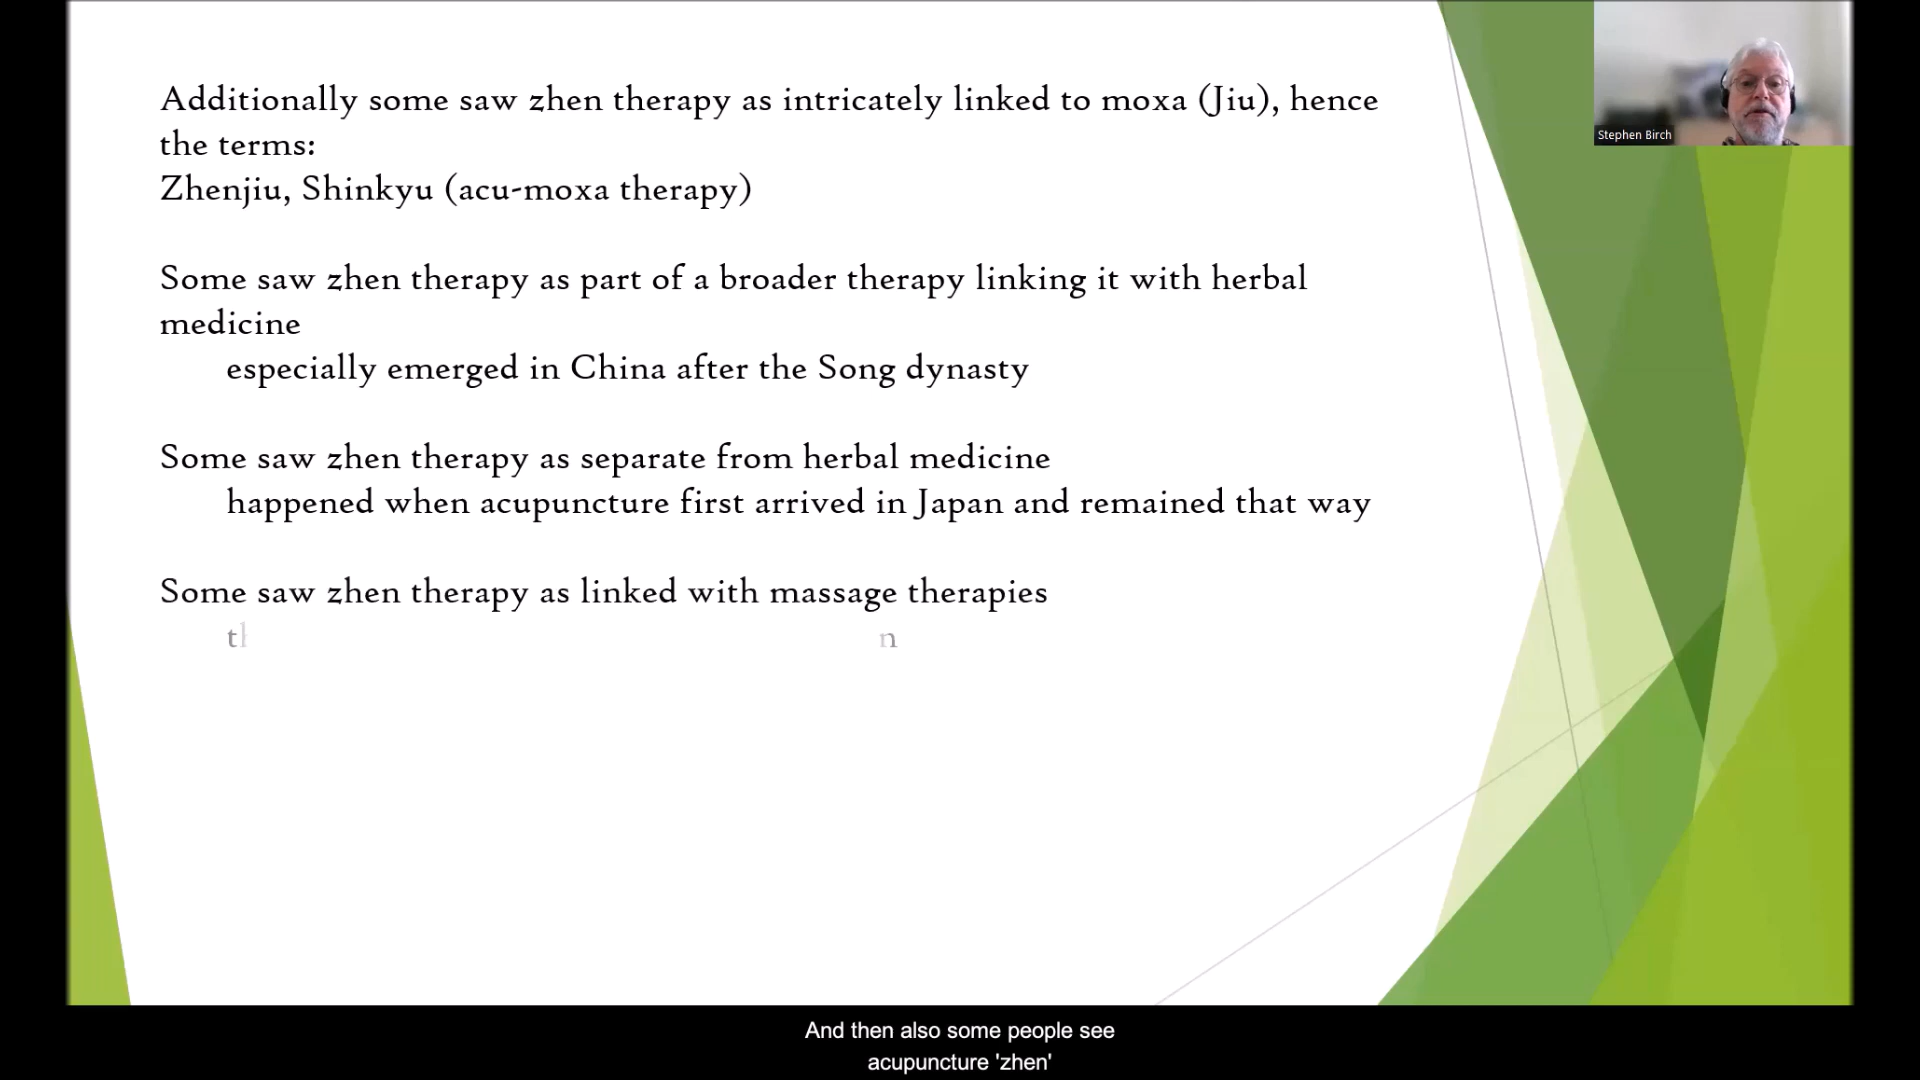 Additionally some saw zhen therapy as intricately linked to moxa (Jiu), hence
the terms:
Zhenjiu, Shinkyu (acu-moxa therapy)
Some saw zhen therapy as part of a broader therapy linking it with herbal
medicine
especially emerged in China after the Song dynasty
Some saw zhen therapy as separate from herbal medicine
happened when acupuncture first arrived in Japan and remained that way
Some saw zhen therapy as linked with massage therapies
Stephen Birch
And then also some people see
acupuncture 'zhen'